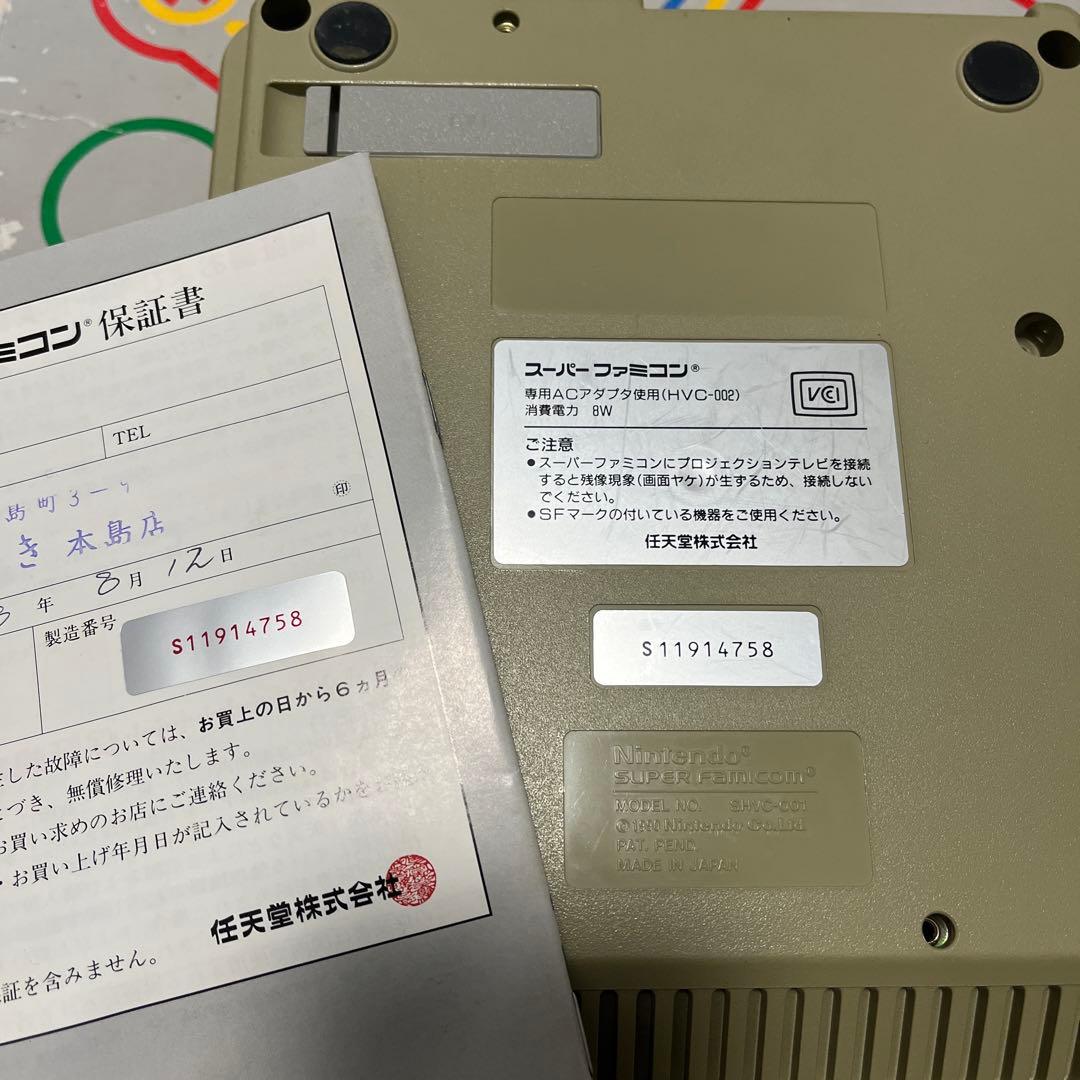 ミコン® 保証書
TEL
島町3-
印
き 本島店
3 年 8 月 12 日
製造番号 S11914758
した故障については、お買上の日から6ヵ月
づき、無償修理いたします。
お買い求めのお店にご連絡ください。
・お買い上げ年月日が記入されているかをお
任天堂株式会社
証を含みません。
EXT
スーパーファミコン®
専用ACアダプタ使用(HVC-002)
消費電力 8W
VCI
ご注意
●スーパーファミコンにプロジェクションテレビを接続
すると残像現象(画面ヤケ)が生ずるため、接続しない
でください。
●SFマークの付いている機器をご使用ください。
任天堂株式会社
S11914758
Nintendo®
SUPER FAMICOM®
MODEL NO. SHVC-001
©1990 Nintendo Co.,Ltd.
PAT. PEND.
MADE IN JAPAN